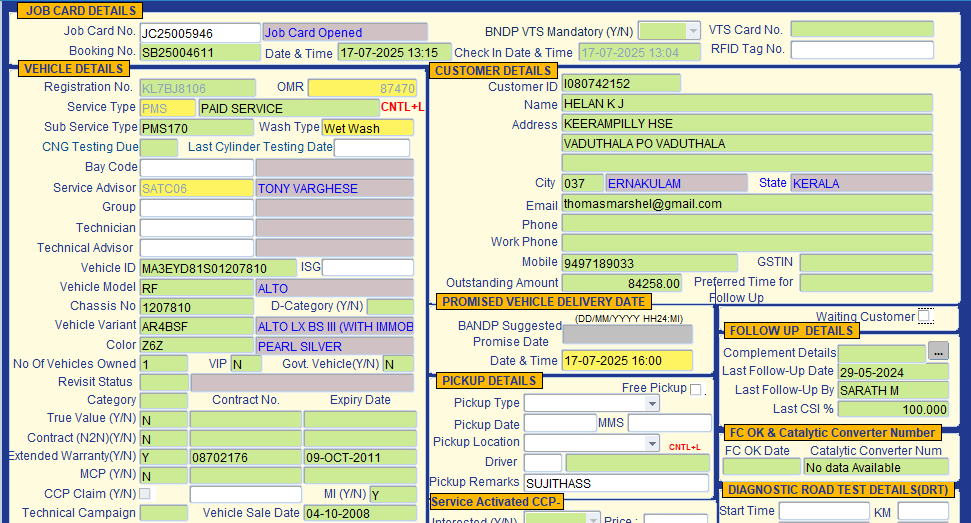 JOB CARD DETAILS
Job Card No. JC25005946 Job Card Opened BNDP VTS Mandatory (Y/N) VTS Card No.
Booking No. SB25004611 Date & Time 17-07-2025 13:15 Check In Date & Time 17-07-2025 13:04 RFID Tag No.
VEHICLE DETAILS
Registration No. KL7BJ8106 OMR 87470
Service Type PMS PAID SERVICE CNTL+L
Sub Service Type PMS170 Wash Type Wet Wash
CNG Testing Due Last Cylinder Testing Date
Bay Code
Service Advisor SATC06 TONY VARGHESE
Group
Technician
Technical Advisor
Vehicle ID MA3EYD81S01207810 ISG
Vehicle Model RF ALTO
Chassis No 1207810 D-Category (Y/N)
Vehicle Variant AR4BSF ALTO LX BS III (WITH IMMOB
Color Z6Z PEARL SILVER
No Of Vehicles Owned 1 VIP N Govt. Vehicle(Y/N) N
Revisit Status
Category Contract No. Expiry Date
True Value (Y/N) N
Contract (N2N)(Y/N) N
Extended Warranty(Y/N) Y 08702176 09-OCT-2011
MCP (Y/N) N
CCP Claim (Y/N) MI (Y/N) Y
Technical Campaign Vehicle Sale Date 04-10-2008
CUSTOMER DETAILS
Customer ID I080742152
Name HELAN K J
Address KEERAMPILLY HSE
VADUTHALA PO VADUTHALA
City 037 ERNAKULAM State KERALA
Email thomasmarshel@gmail.com
Phone
Work Phone
Mobile 9497189033 GSTIN
Outstanding Amount 84258.00 Preferred Time for
Follow Up
PROMISED VEHICLE DELIVERY DATE
(DD/MM/YYYY HH24:MI)
BANDP Suggested
Promise Date
Date & Time 17-07-2025 16:00
PICKUP DETAILS
Free Pickup .
Pickup Type
Pickup Date MMS
Pickup Location CNTL+L
Driver
Pickup Remarks SUJITHASS
Service Activated CCP-
Interested (Y/N) Price :
Waiting Customer .
FOLLOW UP DETAILS
Complement Details ...
Last Follow-Up Date 29-05-2024
Last Follow-Up By SARATH M
Last CSI % 100.000
FC OK & Catalytic Converter Number
FC OK Date Catalytic Converter Num
No data Available
DIAGNOSTIC ROAD TEST DETAILS(DRT)
Start Time KM